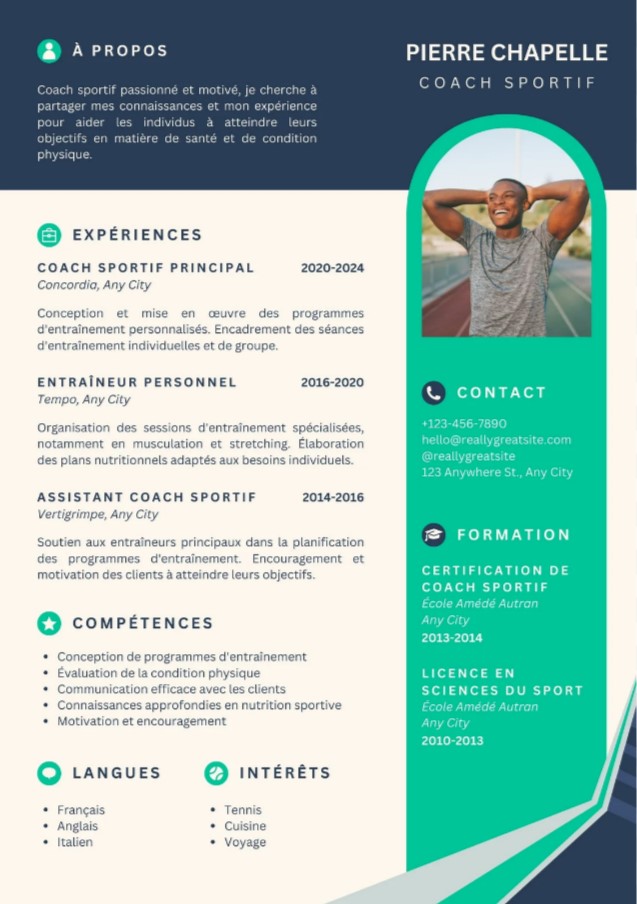 À PROPOS
Coach sportif passionné et motivé, je cherche à
partager mes connaissances et mon expérience
pour aider les individus à atteindre leurs
objectifs en matière de santé et de condition
physique.
PIERRE CHAPELLE
COACH SPORTIF
EXPÉRIENCES
COACH SPORTIF PRINCIPAL 2020-2024
Concordia, Any City
Conception et mise en œuvre des programmes
d'entraînement personnalisés. Encadrement des séances
d'entraînement individuelles et de groupe.
ENTRAÎNEUR PERSONNEL 2016-2020
Tempo, Any City
Organisation des sessions d'entraînement spécialisées,
notamment en musculation et stretching. Élaboration
des plans nutritionnels adaptés aux besoins individuels.
ASSISTANT COACH SPORTIF 2014-2016
Vertigrimpe, Any City
Soutien aux entraîneurs principaux dans la planification
des programmes d'entraînement. Encouragement et
motivation des clients à atteindre leurs objectifs.
COMPÉTENCES
• Conception de programmes d'entraînement
• Évaluation de la condition physique
• Communication efficace avec les clients
• Connaissances approfondies en nutrition sportive
• Motivation et encouragement
LANGUES
• Français
• Anglais
• Italien
INTÉRÊTS
• Tennis
• Cuisine
• Voyage
CONTACT
+123-456-7890
hello@reallygreatsite.com
@reallygreatsite
123 Anywhere St., Any City
FORMATION
CERTIFICATION DE
COACH SPORTIF
École Amédé Autran
Any City
2013-2014
LICENCE EN
SCIENCES DU SPORT
École Amédé Autran
Any City
2010-2013